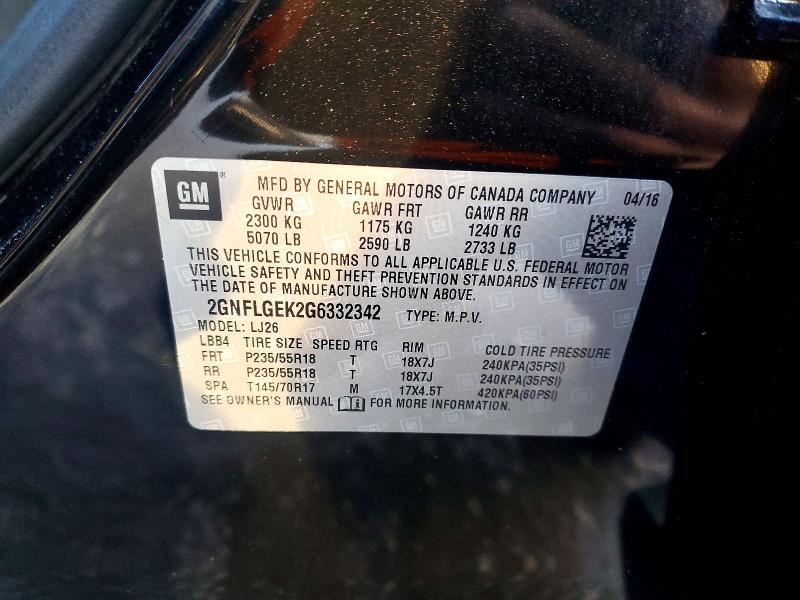 GM ® MFD BY GENERAL MOTORS OF CANADA COMPANY 04/16
GVWR GAWR FRT GAWR RR
2300 KG 1175 KG 1240 KG
5070 LB 2590 LB 2733 LB
THIS VEHICLE CONFORMS TO ALL APPLICABLE U.S. FEDERAL MOTOR
VEHICLE SAFETY AND THEFT PREVENTION STANDARDS IN EFFECT ON
THE DATE OF MANUFACTURE SHOWN ABOVE.
2GNFLGEK2G6332342 TYPE: M.P.V.
MODEL: LJ26
LBB4 TIRE SIZE SPEED RTG RIM COLD TIRE PRESSURE
FRT P235/55R18 T 18X7J 240KPA(35PSI)
RR P235/55R18 T 18X7J 240KPA(35PSI)
SPA T145/70R17 M 17X4.5T 420KPA(60PSI)
SEE OWNER'S MANUAL FOR MORE INFORMATION.